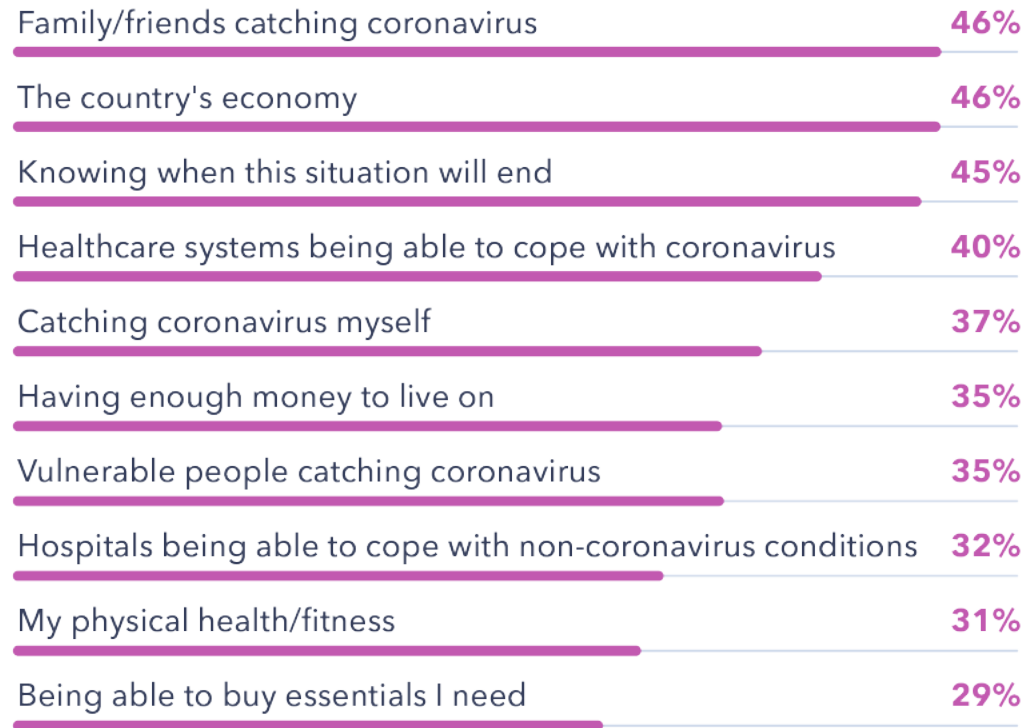 Family/friends catching coronavirus 46%
The country's economy 46%
Knowing when this situation will end 45%
Healthcare systems being able to cope with coronavirus 40%
Catching coronavirus myself 37%
Having enough money to live on 35%
Vulnerable people catching coronavirus 35%
Hospitals being able to cope with non-coronavirus conditions 32%
My physical health/fitness 31%
Being able to buy essentials I need 29%